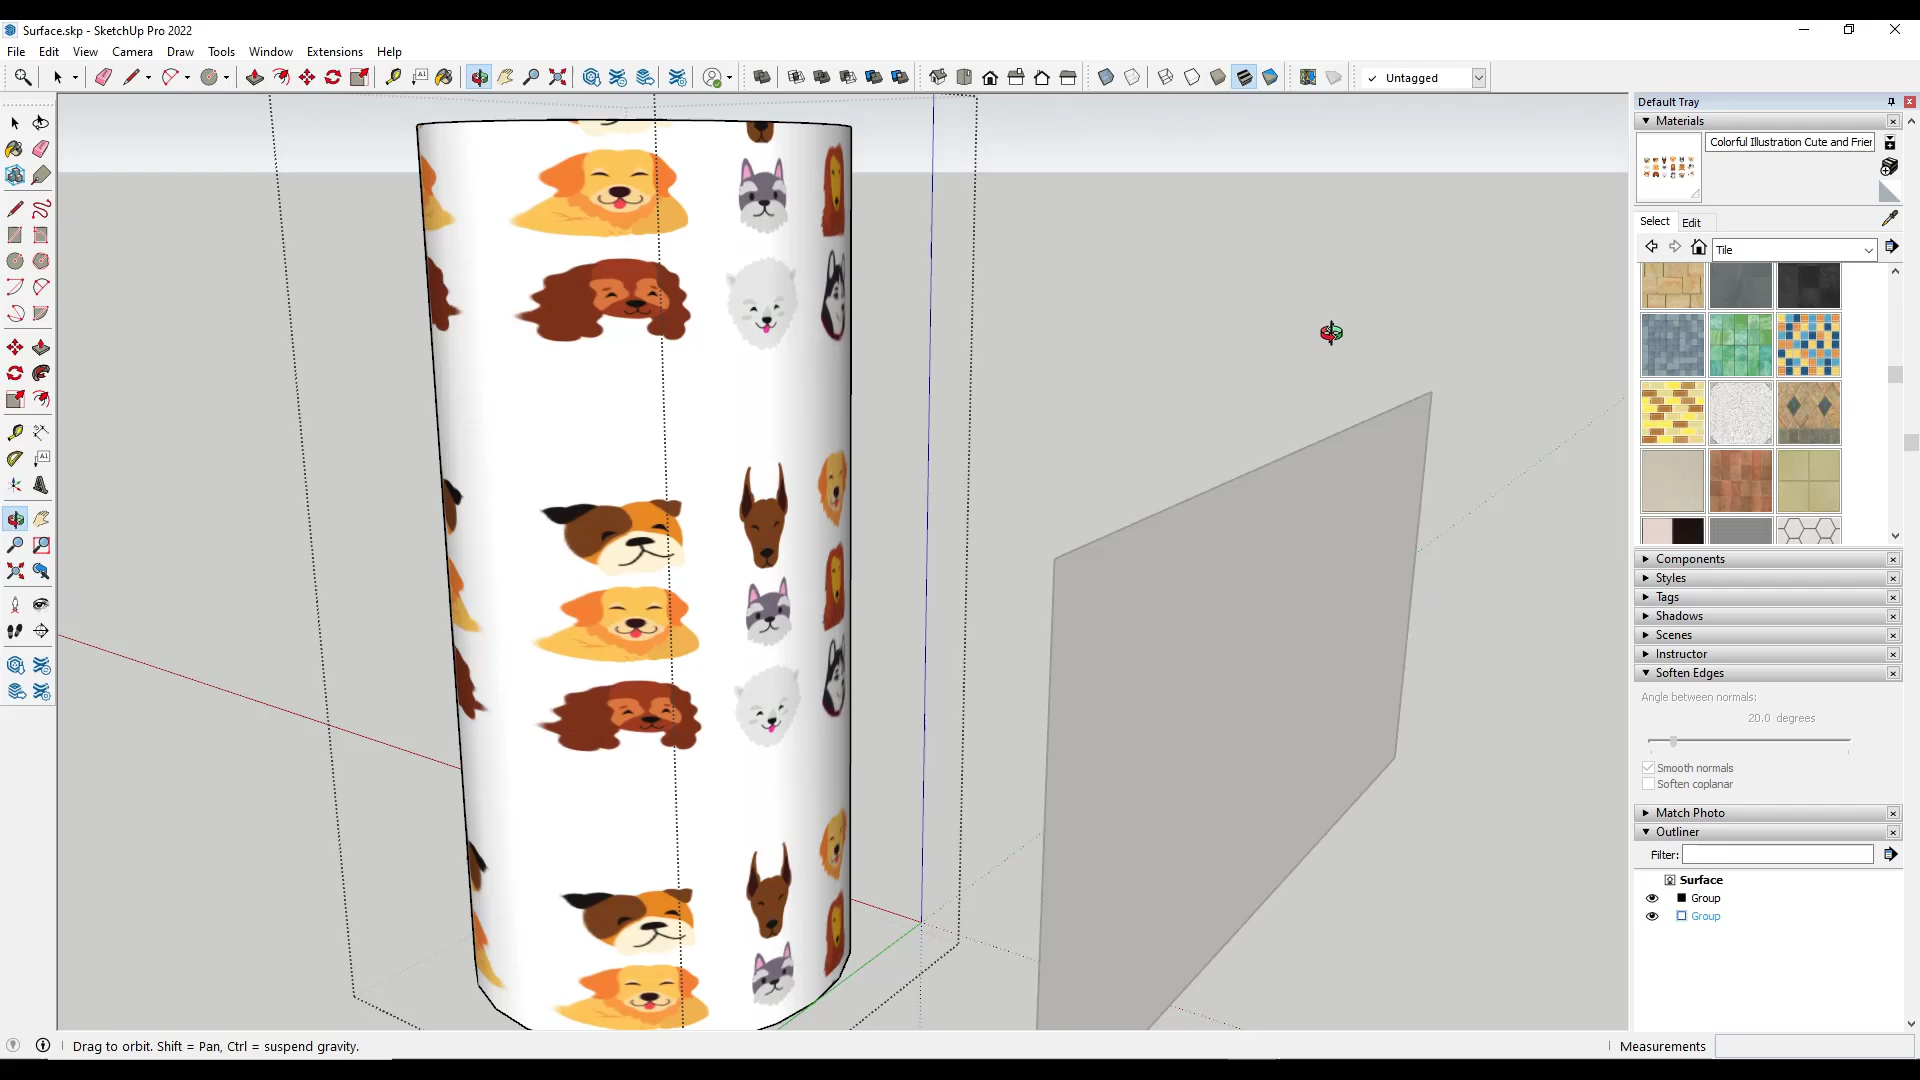 Surface.skp - SketchUp Pro 2022
File Edit View Camera Draw Tools Window Extensions Help
A1
Untagged
Default Tray
Materials
Colorful Illustration Cute and Frier
Select Edit
Tile
A1
Components
Styles
Tags
Shadows
Scenes
Instructor
Soften Edges
Angle between normals:
20.0 degrees
Smooth normals
Soften coplanar
Match Photo
Outliner
Filter:
Surface
Group
Group
Drag to orbit. Shift = Pan, Ctrl = suspend gravity.
Measurements